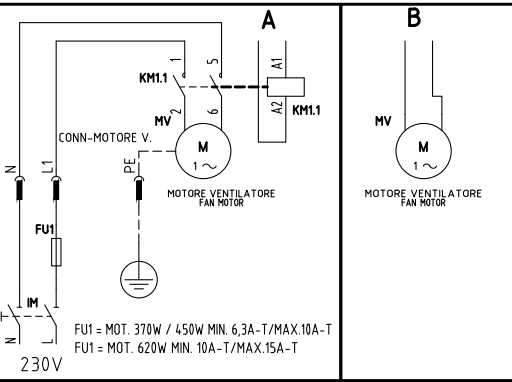 A
B
1
5
A1
KM1.1
A2
KM1.1
2
6
MV
MV
CONN-MOTORE V.
M
1 ~
M
1 ~
N
L1
PE
MOTORE VENTILATORE
FAN MOTOR
MOTORE VENTILATORE
FAN MOTOR
FU1
IM
N
L
FU1 = MOT. 370W / 450W MIN. 6,3A-T/MAX.10A-T
FU1 = MOT. 620W MIN. 10A-T/MAX.15A-T
230V